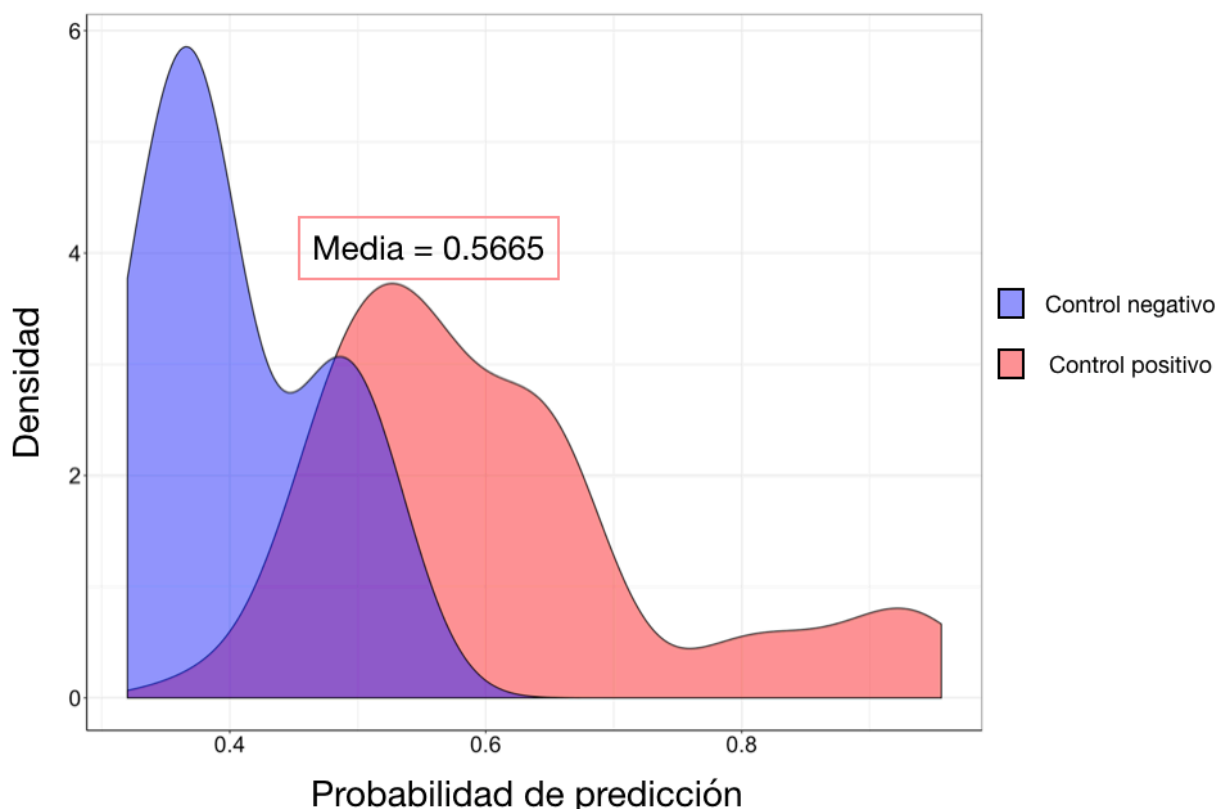 6
4
2
0
Densidad
Media = 0.5665
0.4
0.6
0.8
Probabilidad de predicción
Control negativo
Control positivo